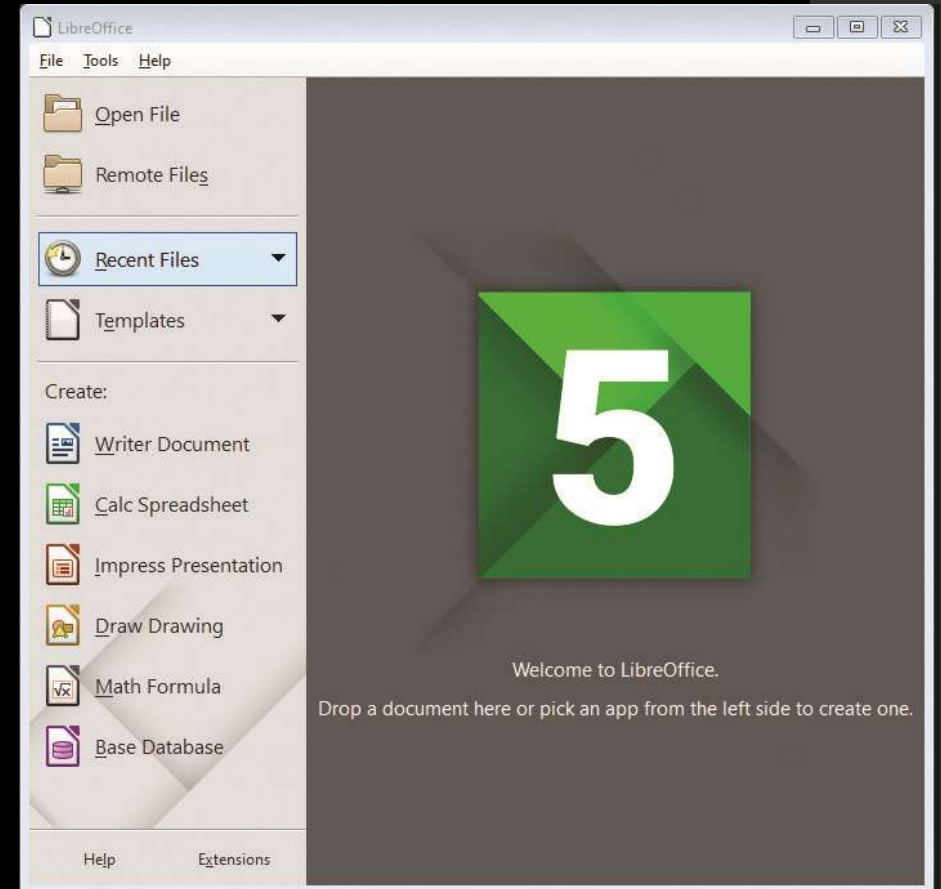 LibreOffice
File Tools Help
Open File
Remote Files
Recent Files
Templates
Create:
Writer Document
Calc Spreadsheet
Impress Presentation
Draw Drawing
Math Formula
Base Database
Help Extensions
5
Welcome to LibreOffice.
Drop a document here or pick an app from the left side to create one.